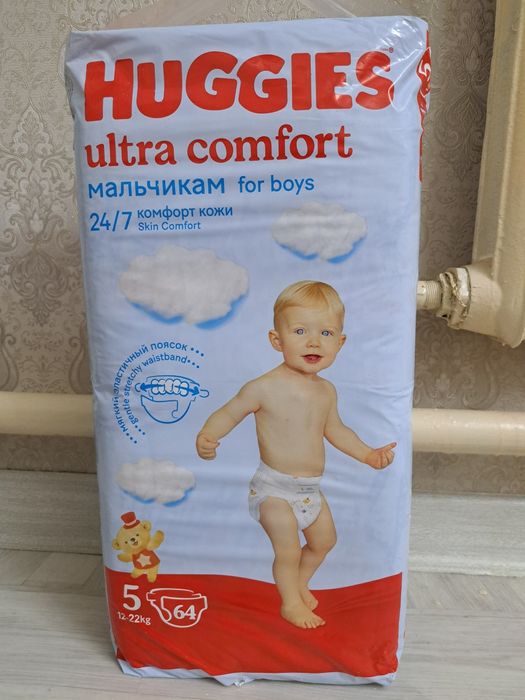 HUGGIES
ultra comfort
мальчикам for boys
24/7 комфорт кожи
Skin Comfort
мягкий эластичный поясок
gentle stretchy waistband
5
64
12-22kg
5